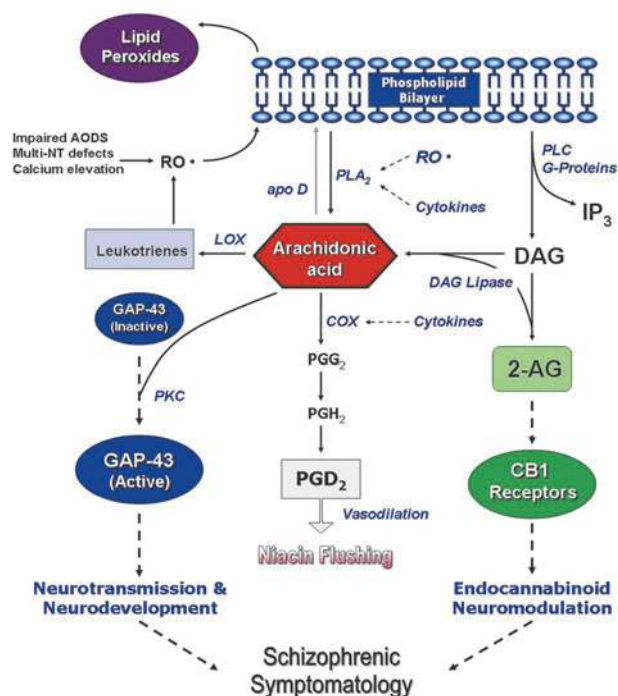 Lipid
Peroxides
Phospholipid
Bilayer
Impaired AODS
Multi-NT defects
Calcium elevation
RO •
apo D
PLA2
RO •
Cytokines
PLC
G-Proteins
IP3
Leukotrienes
LOX
Arachidonic
acid
DAG
DAG Lipase
GAP-43
(Inactive)
COX
Cytokines
2-AG
PGG2
PKC
PGH2
GAP-43
(Active)
PGD2
CB1
Receptors
Vasodilation
Niacin Flushing
Neurotransmission &
Neurodevelopment
Endocannabinoid
Neuromodulation
Schizophrenic
Symptomatology